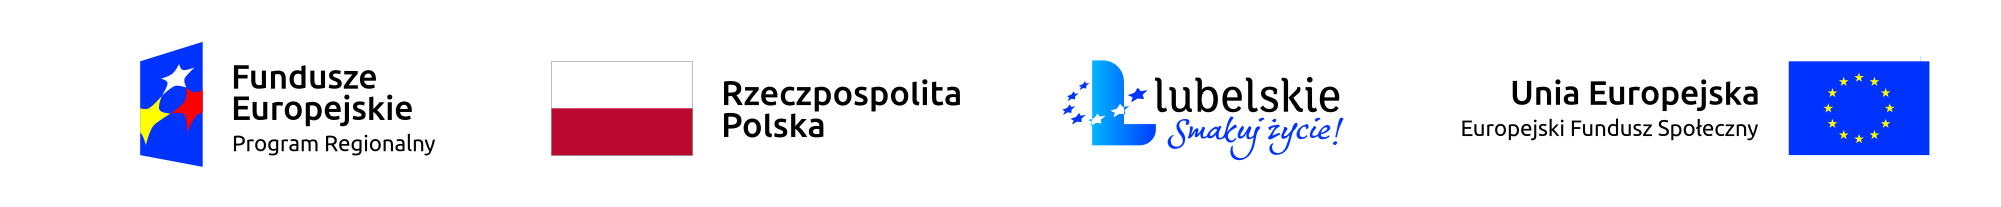 Fundusze
Europejskie
Program Regionalny
Rzeczpospolita
Polska
lubelskie
Smakuj życie!
Unia Europejska
Europejski Fundusz Społeczny